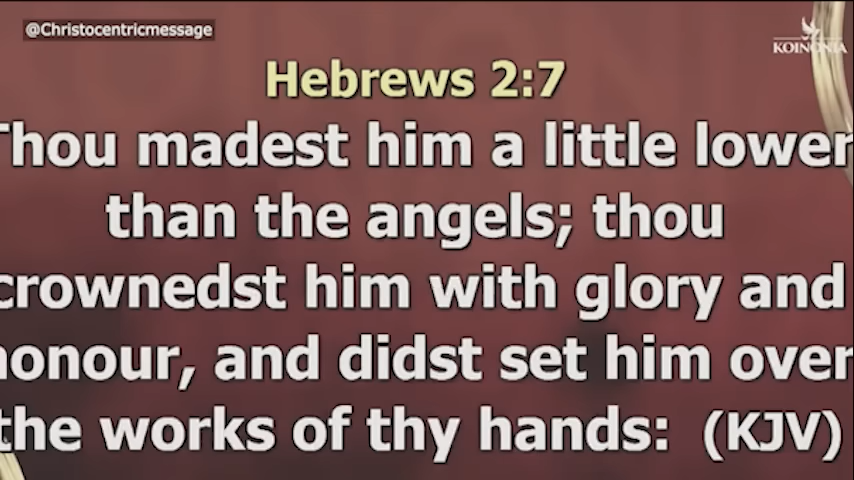 @Christocentricmessage
KOINONIA
Hebrews 2:7
Thou madest him a little lower
than the angels; thou
crownedst him with glory and
honour, and didst set him over
the works of thy hands: (KJV)